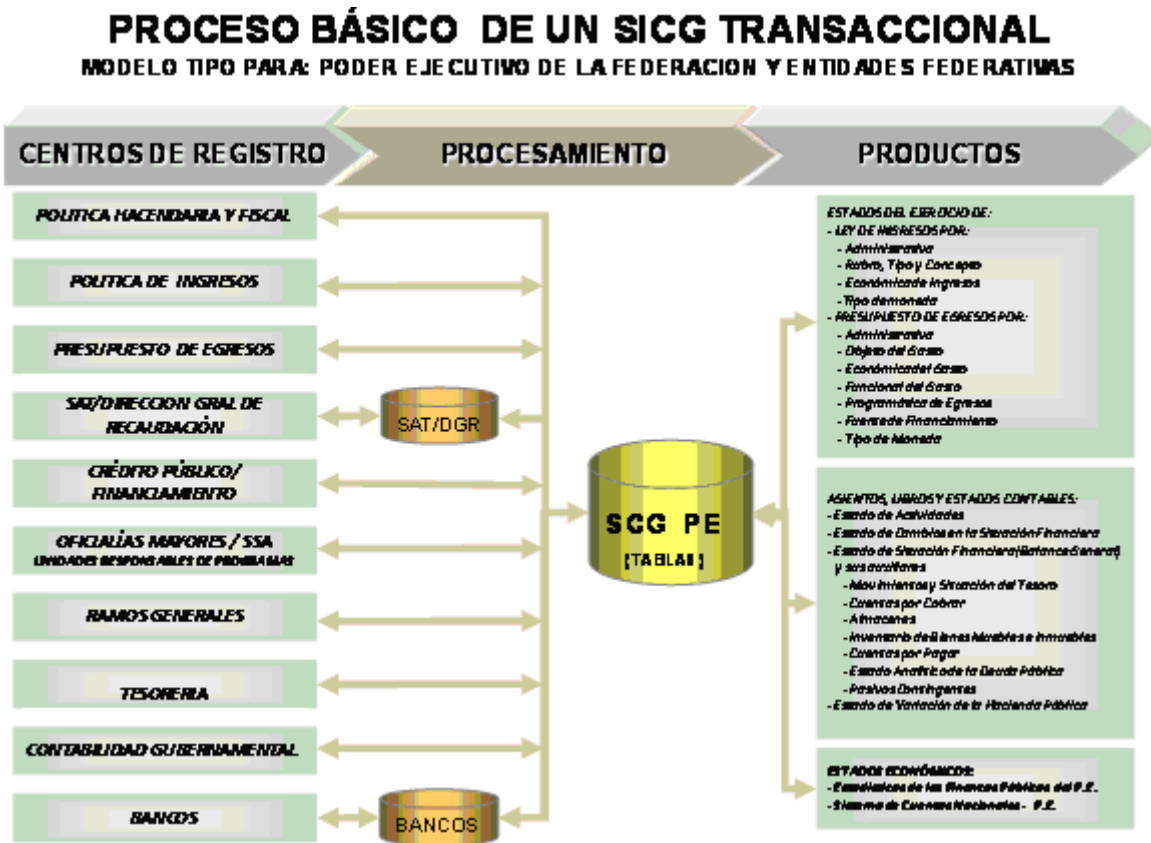 PROCESO BÁSICO DE UN SICG TRANSACCIONAL
MODELO TIPO PARA: PODER EJECUTIVO DE LA FEDERACION Y ENTIDADES FEDERATIVAS
CENTROS DE REGISTRO
PROCESAMIENTO
PRODUCTOS
POLITICA HACENDARIA Y FISCAL
POLITICA DE INGRESOS
PRESUPUESTO DE EGRESOS
SAT/DIRECCION GRAL DE
RECAUDACIÓN
CRÉDITO PÚBLICO/
FINANCIAMIENTO
OFICIALÍAS MAYORES / SSA
UNIDADES RESPONSABLES DE PROGRAMAS
RAMOS GENERALES
TESORERIA
CONTABILIDAD GUBERNAMENTAL
BANCOS
SAT/DGR
BANCOS
SCG PE
ESTADOS DEL EJERCICIO DE:
- LEY DE INGRESOS POR:
- Administrativa
- Rubro, Tipo y Concepto
- Económica de Ingresos
- Tipo de moneda
- PRESUPUESTO DE EGRESOS POR:
- Administrativa
- Objeto del Gasto
- Económica del Gasto
- Funcional del Gasto
- Programática de Egresos
- Fuente de Financiamiento
- Tipo de Moneda
ASIENTOS, LIBROS Y ESTADOS CONTABLES:
- Estado de Actividades
- Estado de Cambios en la Situación Financiera
- Estado de Situación Financiera (Balance General)
y sus auxiliares
- Movimientos y Situación del Tesoro
- Cuentas por Cobrar
- Almacenes
- Inventario de Bienes Muebles e Inmuebles
- Cuentas por Pagar
- Estado Analítico de la Deuda Pública
- Pasivos Contingentes
- Estado de Variación de la Hacienda Pública
ESTADOS ECONÓMICOS:
- Estadísticas de las Finanzas Públicas del P.E.
- Sistema de Cuentas Nacionales - P.E.